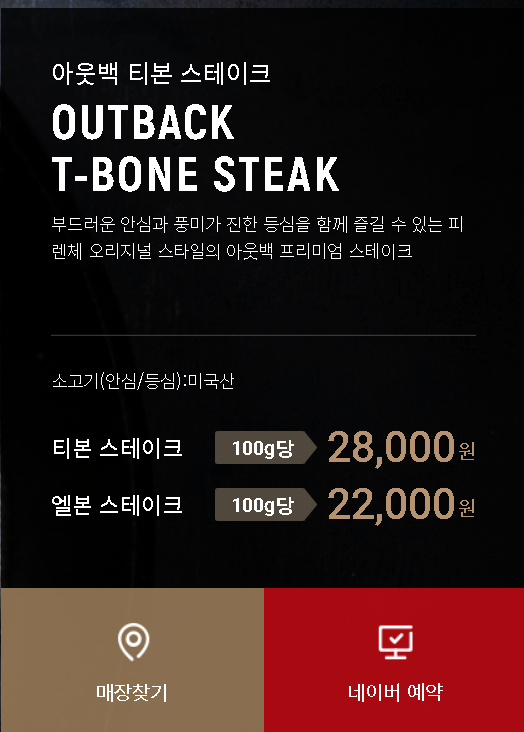 아웃백 티본 스테이크
OUTBACK
T-BONE STEAK
부드러운 안심과 풍미가 진한 등심을 함께 즐길 수 있는 피
렌체 오리지널 스타일의 아웃백 프리미엄 스테이크
소고기(안심/등심):미국산
티본 스테이크 100g당 28,000원
엘본 스테이크 100g당 22,000원
매장찾기
네이버 예약